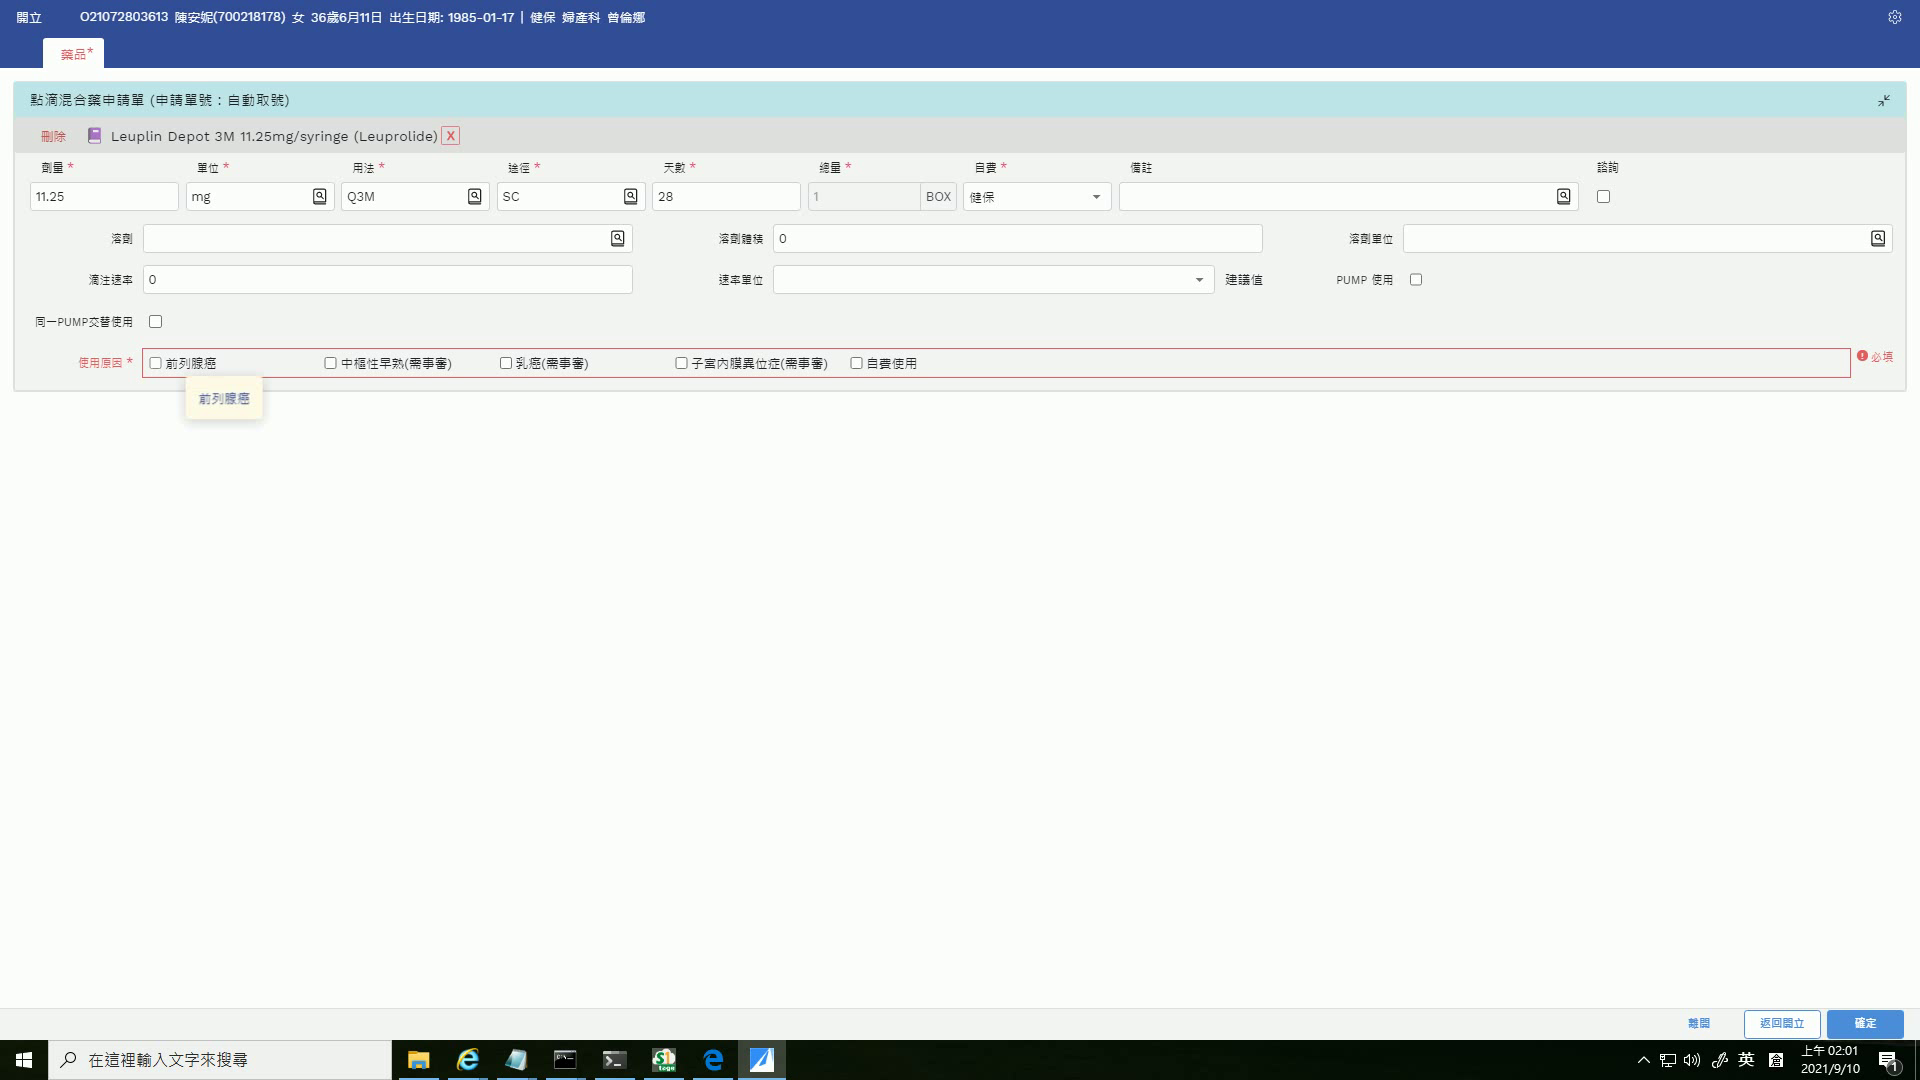 開立 O21072803613 陳安妮(700218178) 女 36歲6月11日 出生日期: 1985-01-17 | 健保 婦產科 曾倫娜
藥品*
點滴混合藥申請單 (申請單號：自動取號)
刪除 Leuplin Depot 3M 11.25mg/syringe (Leuprolide) X
劑量 * 單位 * 用法 * 途徑 * 天數 * 總量 * 自費 * 備註 諮詢
11.25 mg Q3M SC 28 1 BOX 健保
溶劑 溶劑體積 0 溶劑單位
滴注速率 0 速率單位 建議值 PUMP 使用
同一PUMP交替使用
使用原因 * 前列腺癌 中樞性早熟(需事審) 乳癌(需事審) 子宮內膜異位症(需事審) 自費使用 必填
前列腺癌
離開 返回開立 確定
在這裡輸入文字來搜尋
英
上午 02:01
2021/9/10
1